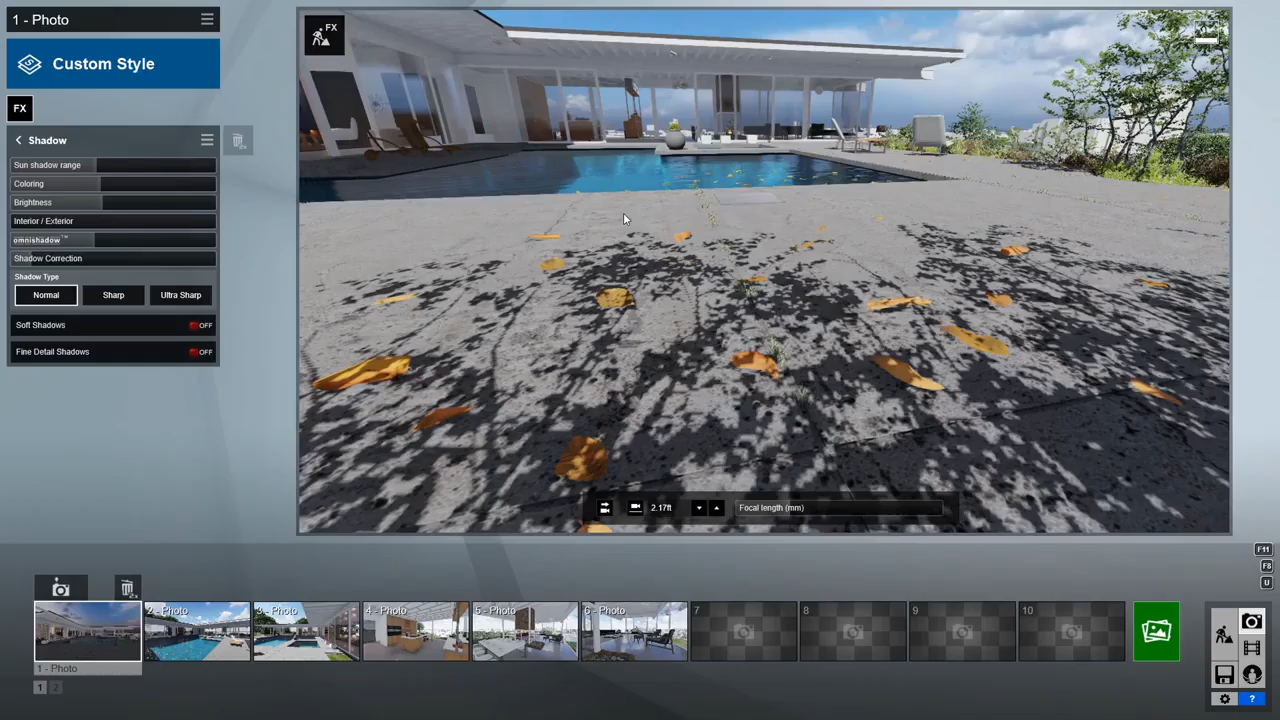 1 - Photo
Custom Style
FX
Shadow
Sun shadow range
Coloring
Brightness
Interior / Exterior
omnishadow™
Shadow Correction
Shadow Type
Normal Sharp Ultra Sharp
Soft Shadows OFF
Fine Detail Shadows OFF
FX
2.17ft Focal length (mm)
F11
F8
U
2 - Photo 3 - Photo 4 - Photo 5 - Photo 6 - Photo 7 8 9 10
1 - Photo
1 2
?